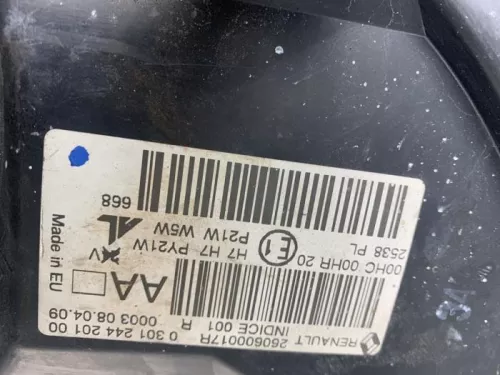 668
2538 PL
00HC 00HR 20 E1 H7 H7 PY21W
P21W W5W AL
V
AA
RENAULT
260600017R
INDICE 001 R
0 301 244 201 00
0003 08.04.09
Made in EU